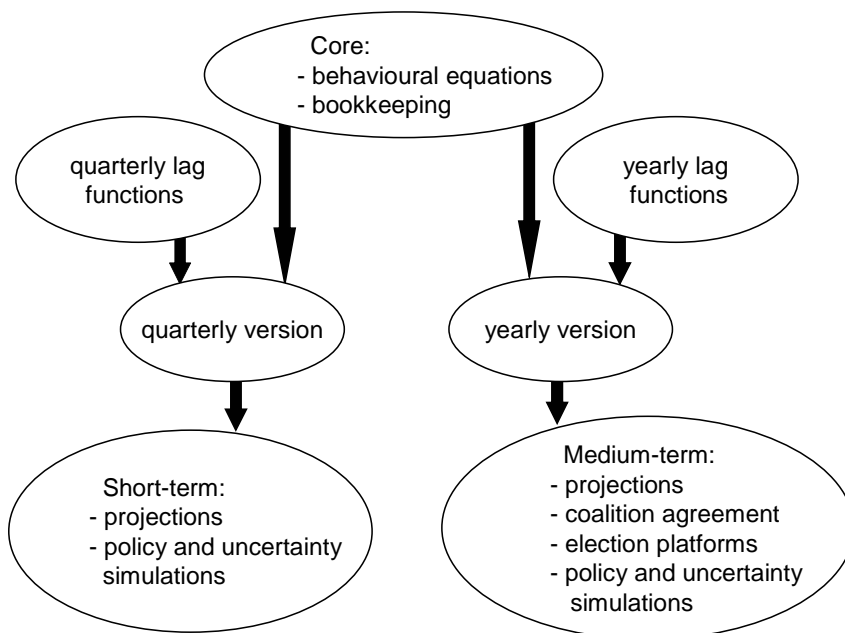 Core:
- behavioural equations
- bookkeeping
quarterly lag
functions
yearly lag
functions
quarterly version
yearly version
Short-term:
- projections
- policy and uncertainty
simulations
Medium-term:
- projections
- coalition agreement
- election platforms
- policy and uncertainty
simulations